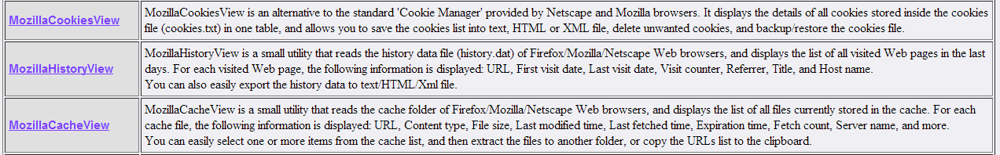 MozillaCookiesView
MozillaCookiesView is an alternative to the standard 'Cookie Manager' provided by Netscape and Mozilla browsers. It displays the details of all cookies stored inside the cookies
file (cookies.txt) in one table, and allows you to save the cookies list into text, HTML or XML file, delete unwanted cookies, and backup/restore the cookies file.
MozillaHistoryView
MozillaHistoryView is a small utility that reads the history data file (history.dat) of Firefox/Mozilla/Netscape Web browsers, and displays the list of all visited Web pages in the last
days. For each visited Web page, the following information is displayed: URL, First visit date, Last visit date, Visit counter, Referrer, Title, and Host name.
You can also easily export the history data to text/HTML/Xml file.
MozillaCacheView
MozillaCacheView is a small utility that reads the cache folder of Firefox/Mozilla/Netscape Web browsers, and displays the list of all files currently stored in the cache. For each
cache file, the following information is displayed: URL, Content type, File size, Last modified time, Last fetched time, Expiration time, Fetch count, Server name, and more.
You can easily select one or more items from the cache list, and then extract the files to another folder, or copy the URLs list to the clipboard.